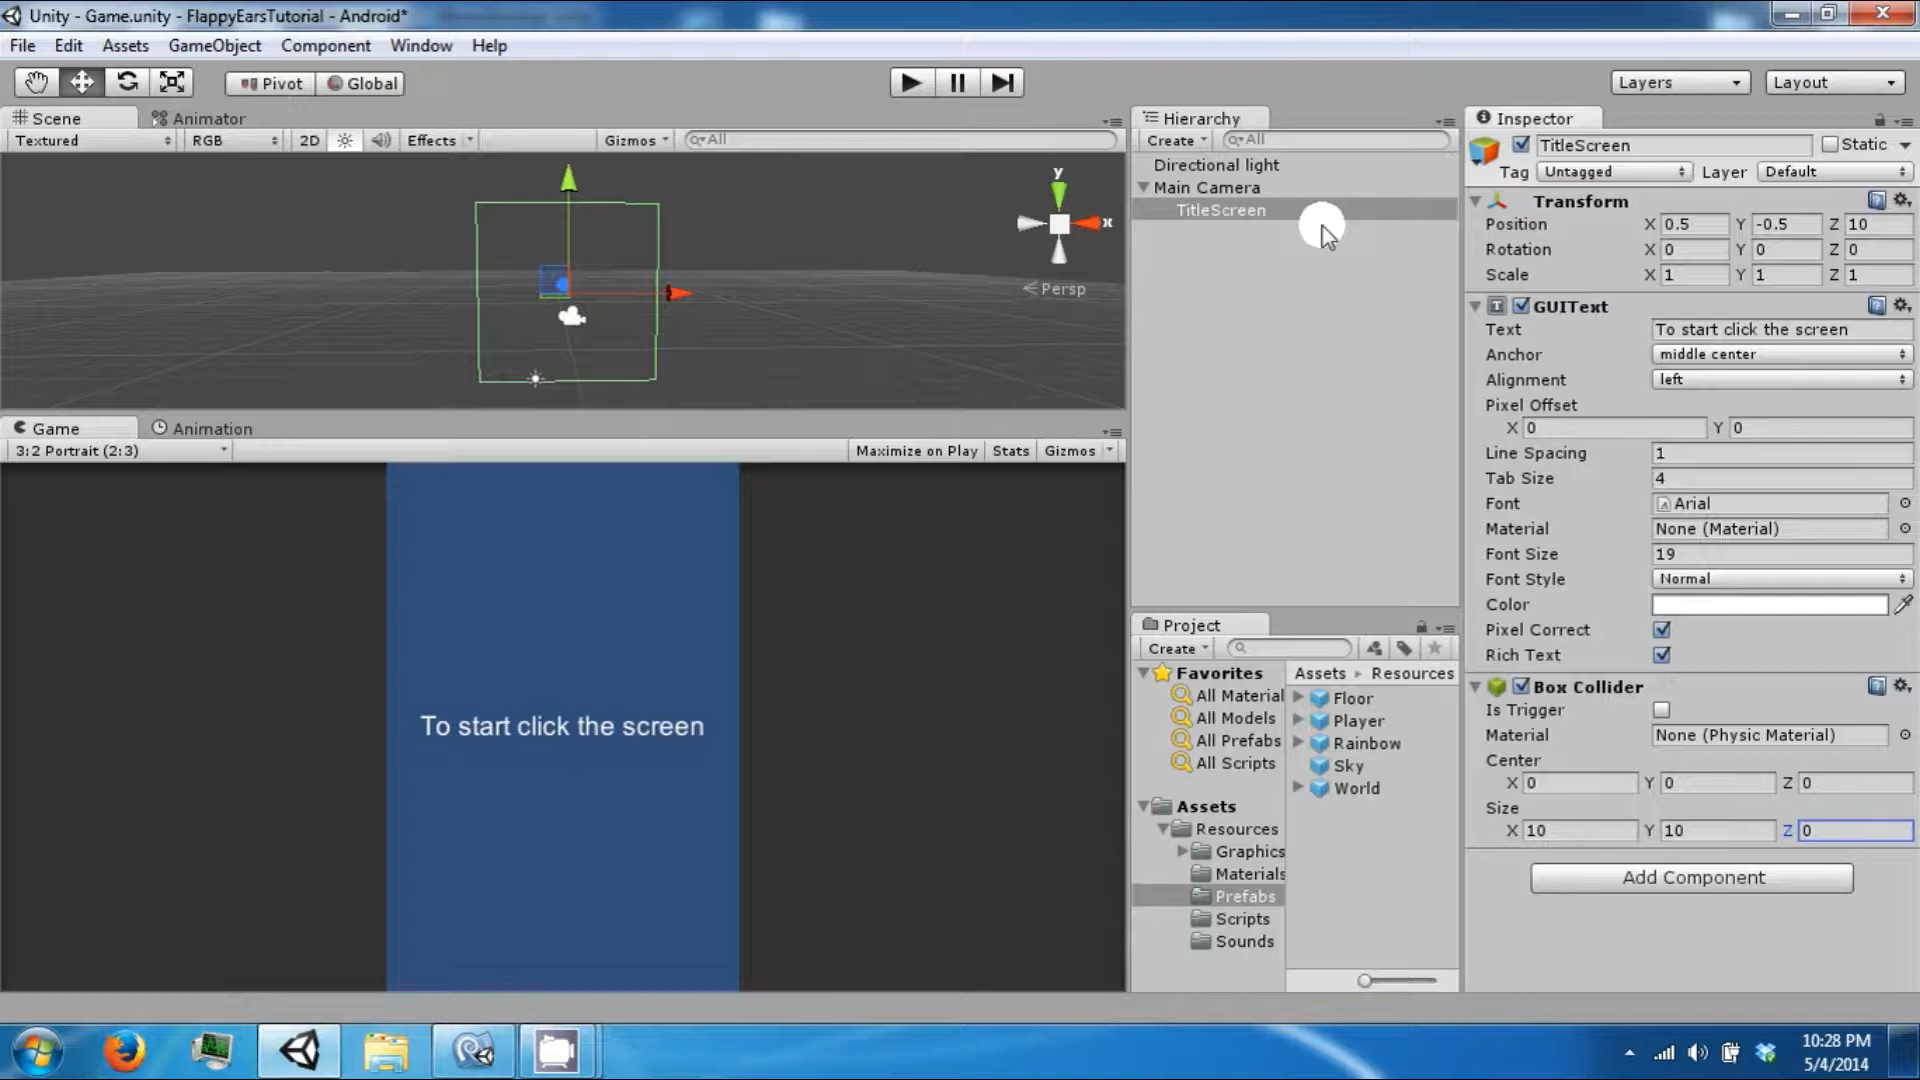 Unity - Game.unity - FlappyEarsTutorial - Android*
File Edit Assets GameObject Component Window Help
Pivot Global Layers Layout
Scene Animator
Textured RGB 2D Effects Gizmos All
y
x
Persp
Game Animation
3:2 Portrait (2:3) Maximize on Play Stats Gizmos
To start click the screen
Hierarchy
Create All
Directional light
Main Camera
TitleScreen
Project
Create
Favorites
All Material
All Models
All Prefabs
All Scripts
Assets
Resources
Graphics
Materials
Prefabs
Scripts
Sounds
Assets Resources
Floor
Player
Rainbow
Sky
World
Inspector
TitleScreen Static
Tag Untagged Layer Default
Transform
Position X 0.5 Y -0.5 Z 10
Rotation X 0 Y 0 Z 0
Scale X 1 Y 1 Z 1
GUIText
Text To start click the screen
Anchor middle center
Alignment left
Pixel Offset
X 0 Y 0
Line Spacing 1
Tab Size 4
Font Arial
Material None (Material)
Font Size 19
Font Style Normal
Color
Pixel Correct
Rich Text
Box Collider
Is Trigger
Material None (Physic Material)
Center
X 0 Y 0 Z 0
Size
X 10 Y 10 Z 0
Add Component
10:28 PM
5/4/2014